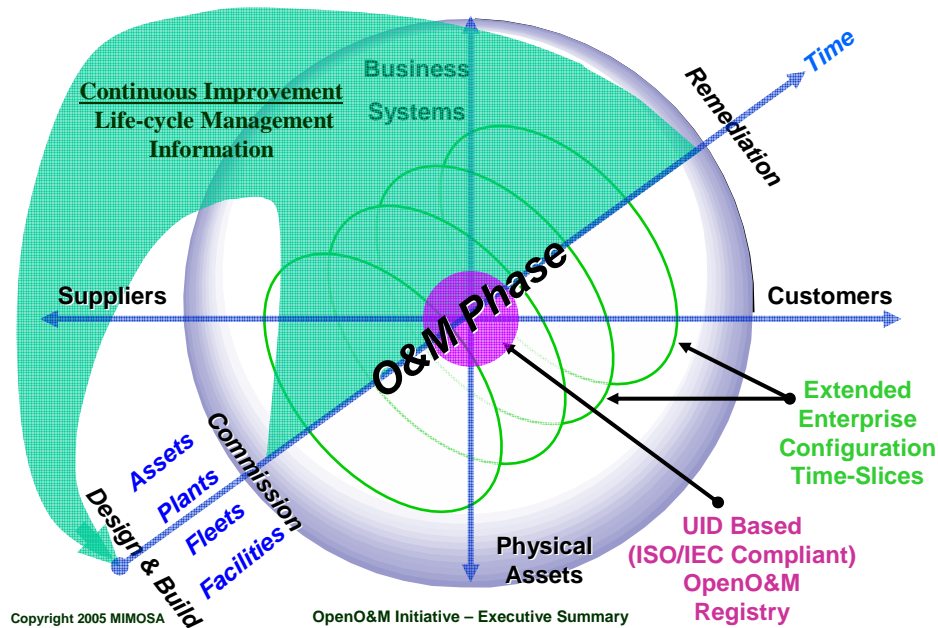 Time
Business
Systems
Continuous Improvement
Life-cycle Management
Information
Remediation
Suppliers
Customers
O&M Phase
Extended
Enterprise
Configuration
Time-Slices
Commission
Assets
Plants
Fleets
Facilities
Design & Build
UID Based
(ISO/IEC Compliant)
OpenO&M
Registry
Physical
Assets
Copyright 2005 MIMOSA
OpenO&M Initiative – Executive Summary